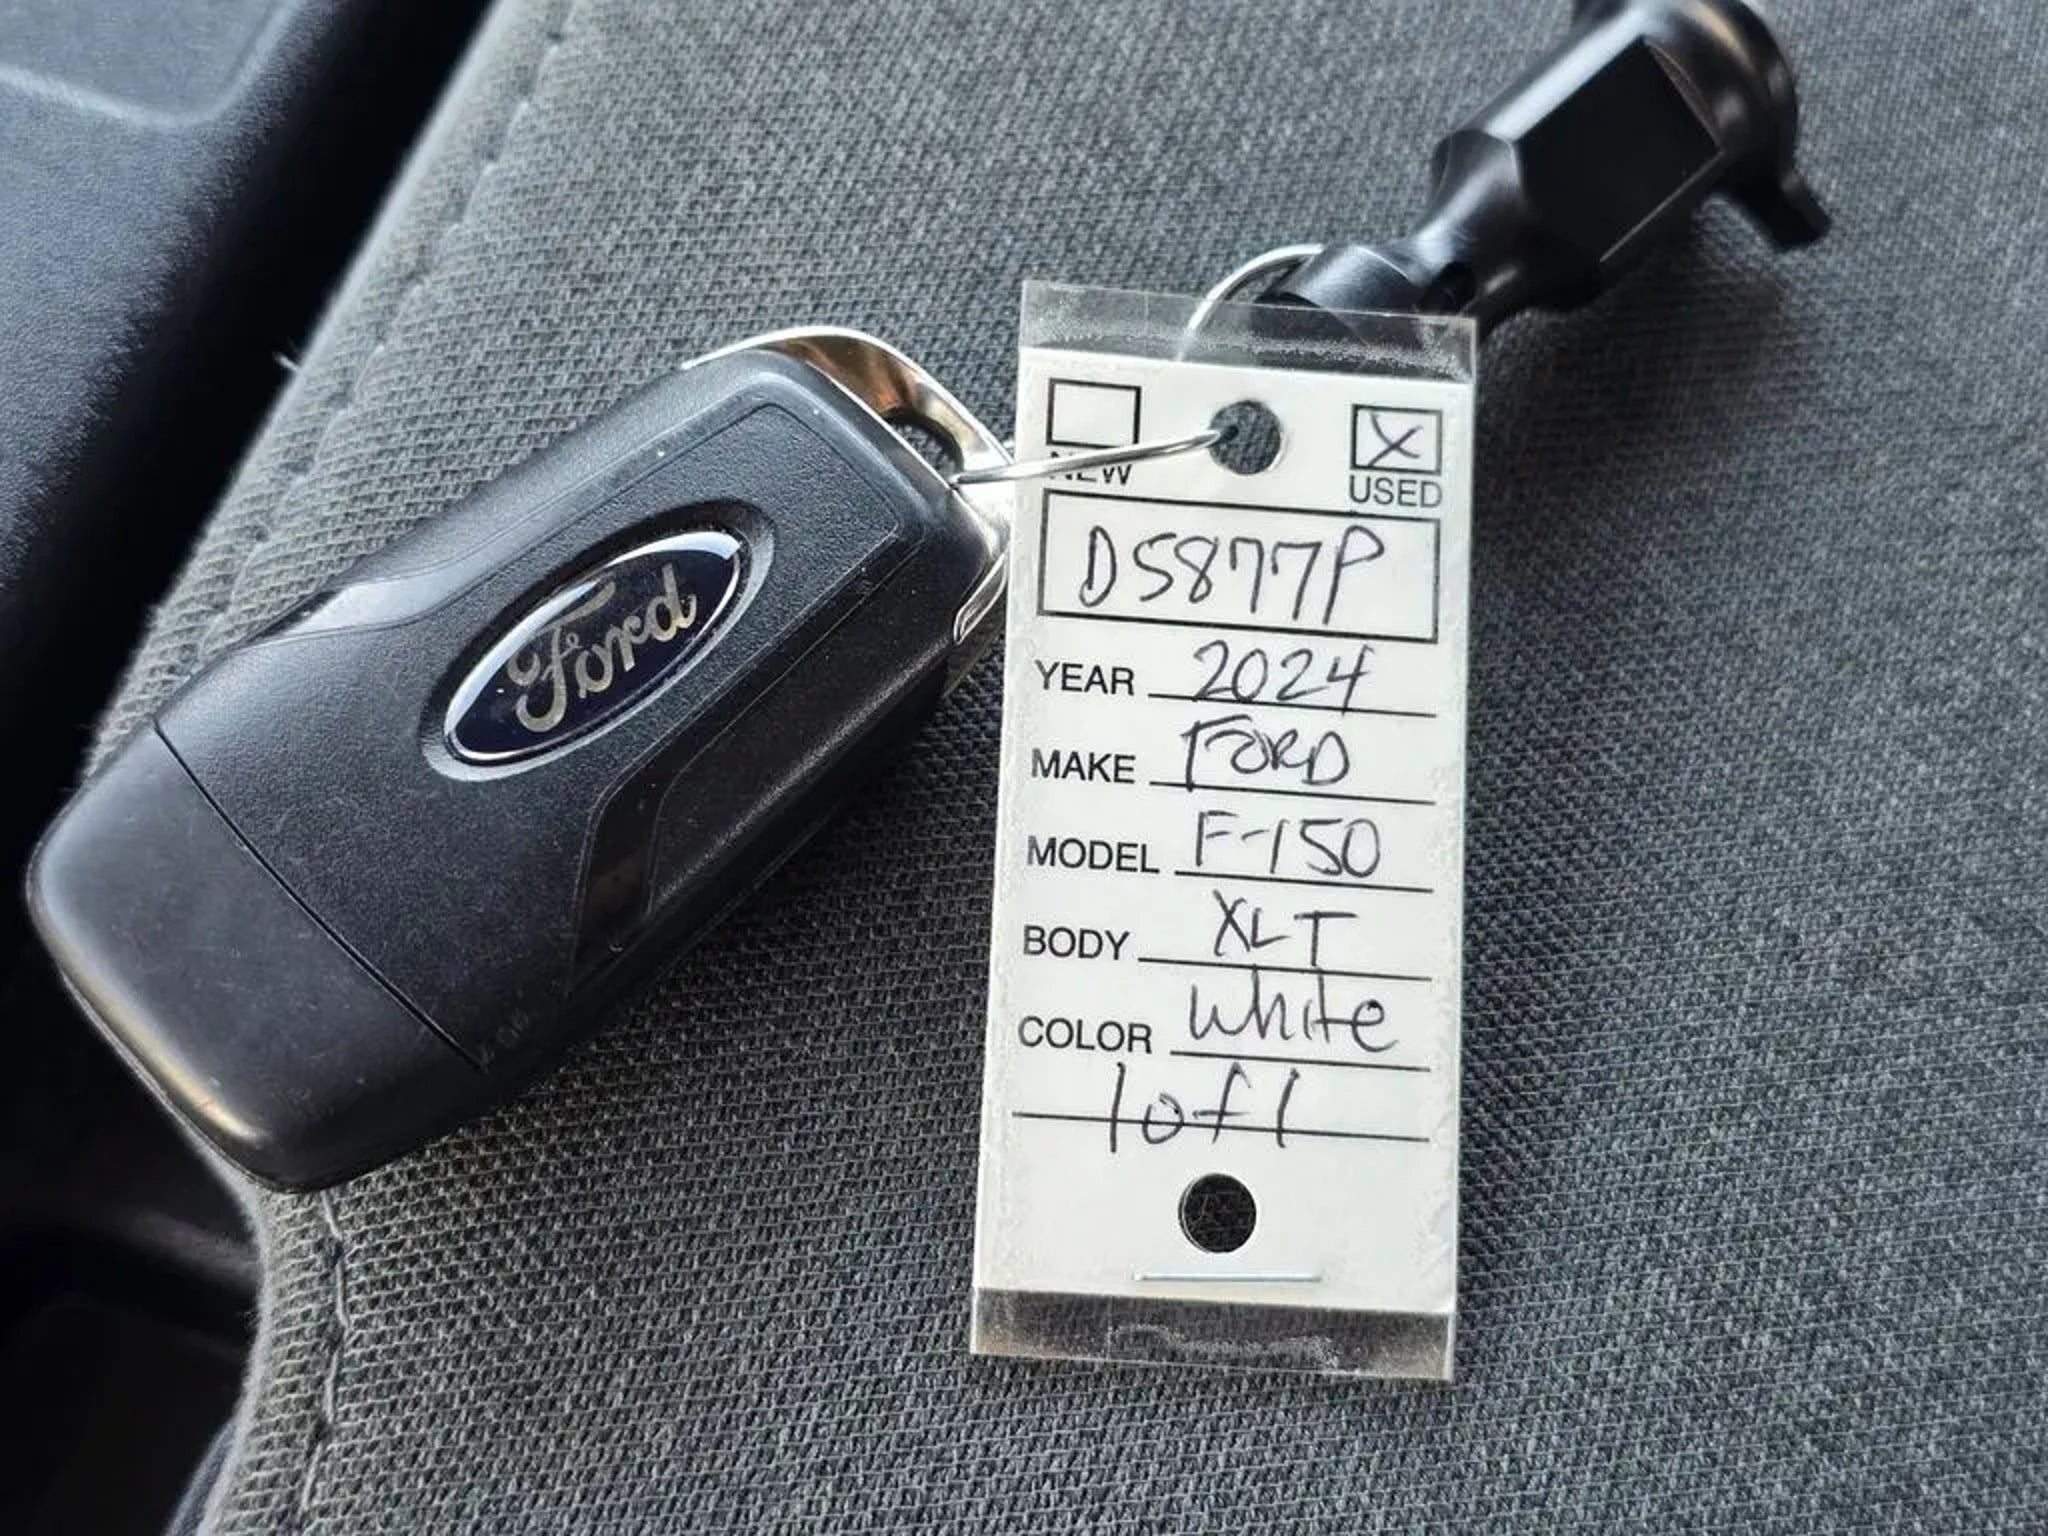 Ford
NEW USED
D5877P
YEAR 2024
MAKE FORD
MODEL F-150
BODY XLT
COLOR White
1 of 1